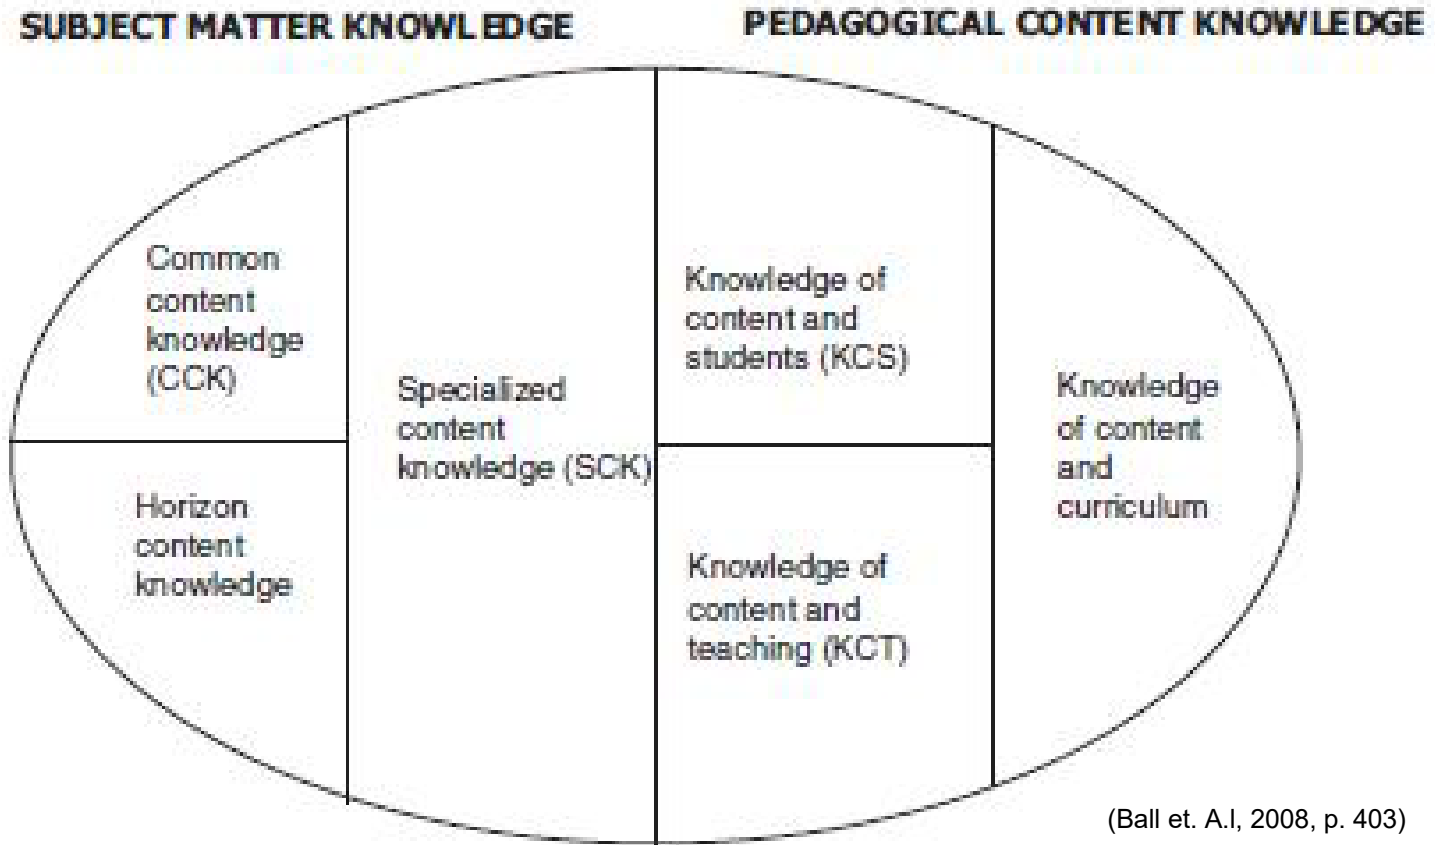 SUBJECT MATTER KNOWLEDGE
PEDAGOGICAL CONTENT KNOWLEDGE
Common
content
knowledge
(CCK)
Horizon
content
knowledge
Specialized
content
knowledge (SCK)
Knowledge of
content and
students (KCS)
Knowledge of
content and
teaching (KCT)
Knowledge
of content
and
curriculum
(Ball et. A.l, 2008, p. 403)